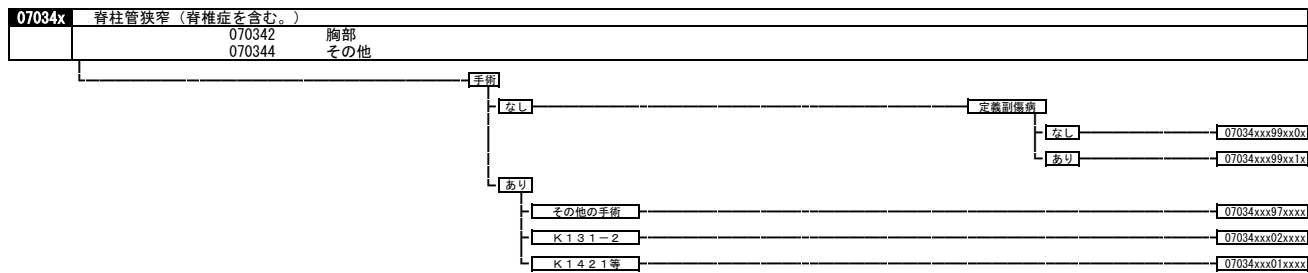 07034x 脊柱管狭窄（脊椎症を含む。）
070342 胸部
070344 その他
手術
なし 定義副傷病
なし 07034xxx99xx0x
あり 07034xxx99xx1x
あり
その他の手術 07034xxx97xxxx
Ｋ１３１－２ 07034xxx02xxxx
Ｋ１４２１等 07034xxx01xxxx